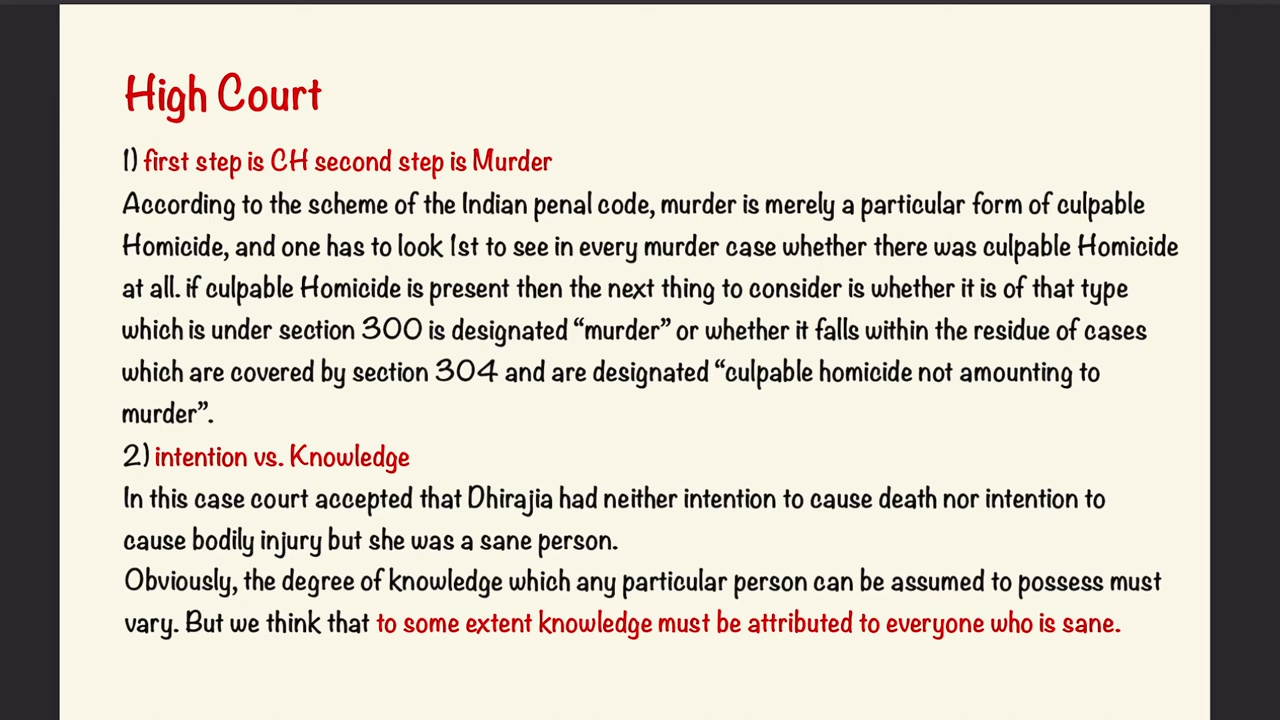 High Court
1) first step is CH second step is Murder
According to the scheme of the Indian penal code, murder is merely a particular form of culpable
Homicide, and one has to look 1st to see in every murder case whether there was culpable Homicide
at all. if culpable Homicide is present then the next thing to consider is whether it is of that type
which is under section 300 is designated “murder” or whether it falls within the residue of cases
which are covered by section 304 and are designated “culpable homicide not amounting to
murder”.
2) intention vs. Knowledge
In this case court accepted that Dhirajia had neither intention to cause death nor intention to
cause bodily injury but she was a sane person.
Obviously, the degree of knowledge which any particular person can be assumed to possess must
vary. But we think that to some extent knowledge must be attributed to everyone who is sane.